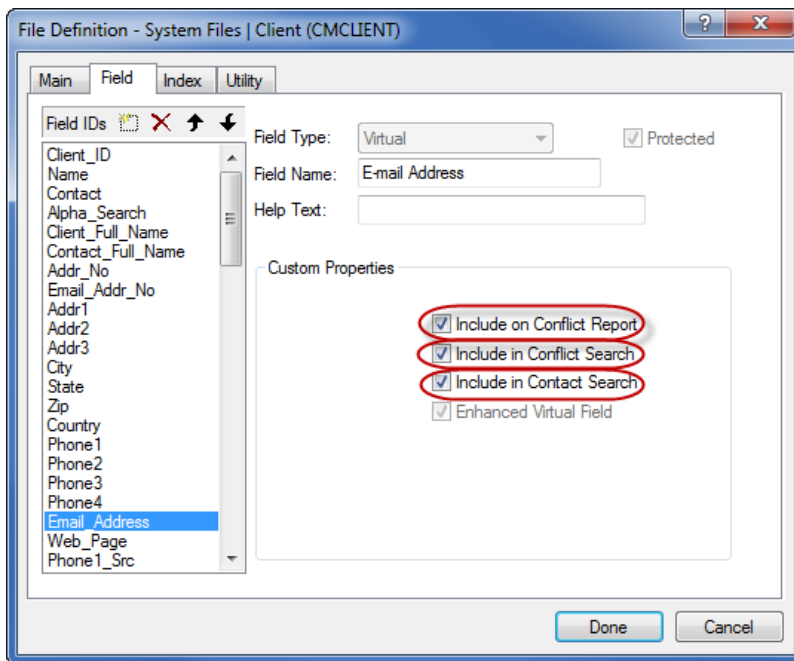 File Definition - System Files | Client (CMCLIENT)
?
Main Field Index Utility
Field IDs
Client_ID
Name
Contact
Alpha_Search
Client_Full_Name
Contact_Full_Name
Addr_No
Email_Addr_No
Addr1
Addr2
Addr3
City
State
Zip
Country
Phone1
Phone2
Phone3
Phone4
Email_Address
Web_Page
Phone1_Src
Field Type: Virtual Protected
Field Name: E-mail Address
Help Text:
Custom Properties
Include on Conflict Report
Include in Conflict Search
Include in Contact Search
Enhanced Virtual Field
Done Cancel